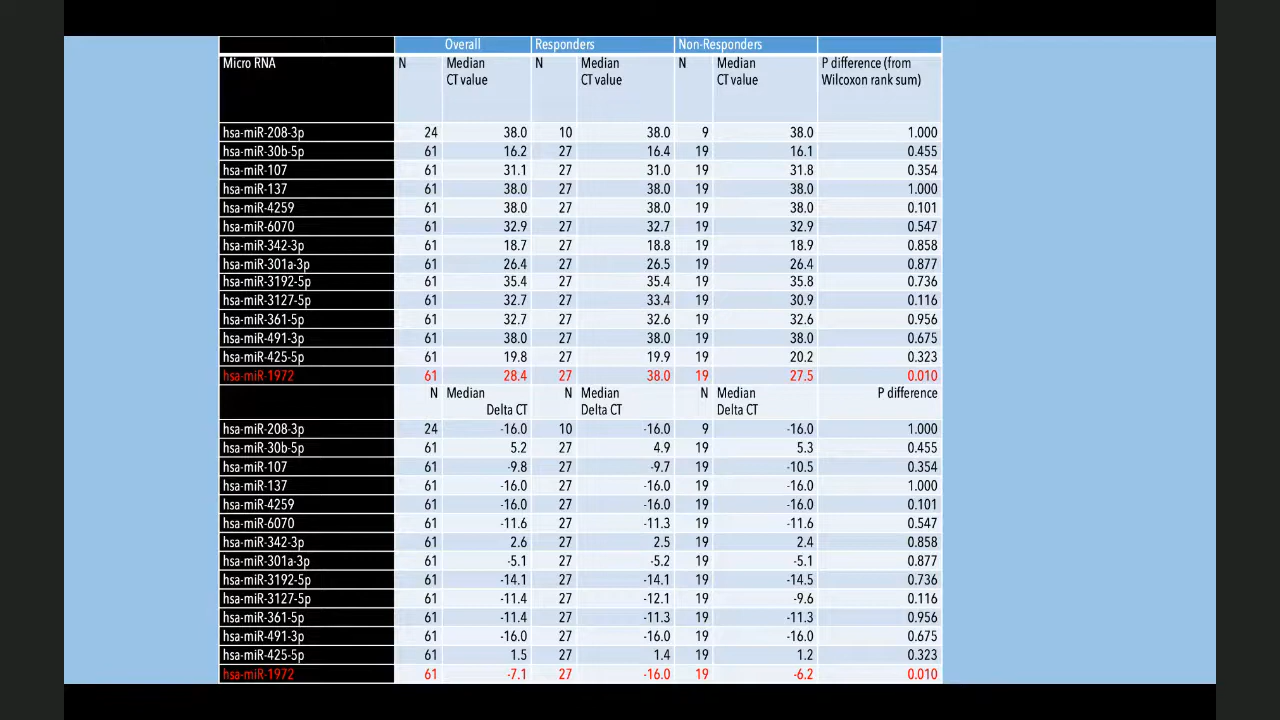 Overall Responders Non-Responders
Micro RNA N Median CT value N Median CT value N Median CT value P difference (from Wilcoxon rank sum)
hsa-miR-208-3p 24 38.0 10 38.0 9 38.0 1.000
hsa-miR-30b-5p 61 16.2 27 16.4 19 16.1 0.455
hsa-miR-107 61 31.1 27 31.0 19 31.8 0.354
hsa-miR-137 61 38.0 27 38.0 19 38.0 1.000
hsa-miR-4259 61 38.0 27 38.0 19 38.0 0.101
hsa-miR-6070 61 32.9 27 32.7 19 32.9 0.547
hsa-miR-342-3p 61 18.7 27 18.8 19 18.9 0.858
hsa-miR-301a-3p 61 26.4 27 26.5 19 26.4 0.877
hsa-miR-3192-5p 61 35.4 27 35.4 19 35.8 0.736
hsa-miR-3127-5p 61 32.7 27 33.4 19 30.9 0.116
hsa-miR-361-5p 61 32.7 27 32.6 19 32.6 0.956
hsa-miR-491-3p 61 38.0 27 38.0 19 38.0 0.675
hsa-miR-425-5p 61 19.8 27 19.9 19 20.2 0.323
hsa-miR-1972 61 28.4 27 38.0 19 27.5 0.010
N Median Delta CT N Median Delta CT N Median Delta CT P difference
hsa-miR-208-3p 24 -16.0 10 -16.0 9 -16.0 1.000
hsa-miR-30b-5p 61 5.2 27 4.9 19 5.3 0.455
hsa-miR-107 61 -9.8 27 -9.7 19 -10.5 0.354
hsa-miR-137 61 -16.0 27 -16.0 19 -16.0 1.000
hsa-miR-4259 61 -16.0 27 -16.0 19 -16.0 0.101
hsa-miR-6070 61 -11.6 27 -11.3 19 -11.6 0.547
hsa-miR-342-3p 61 2.6 27 2.5 19 2.4 0.858
hsa-miR-301a-3p 61 -5.1 27 -5.2 19 -5.1 0.877
hsa-miR-3192-5p 61 -14.1 27 -14.1 19 -14.5 0.736
hsa-miR-3127-5p 61 -11.4 27 -12.1 19 -9.6 0.116
hsa-miR-361-5p 61 -11.4 27 -11.3 19 -11.3 0.956
hsa-miR-491-3p 61 -16.0 27 -16.0 19 -16.0 0.675
hsa-miR-425-5p 61 1.5 27 1.4 19 1.2 0.323
hsa-miR-1972 61 -7.1 27 -16.0 19 -6.2 0.010